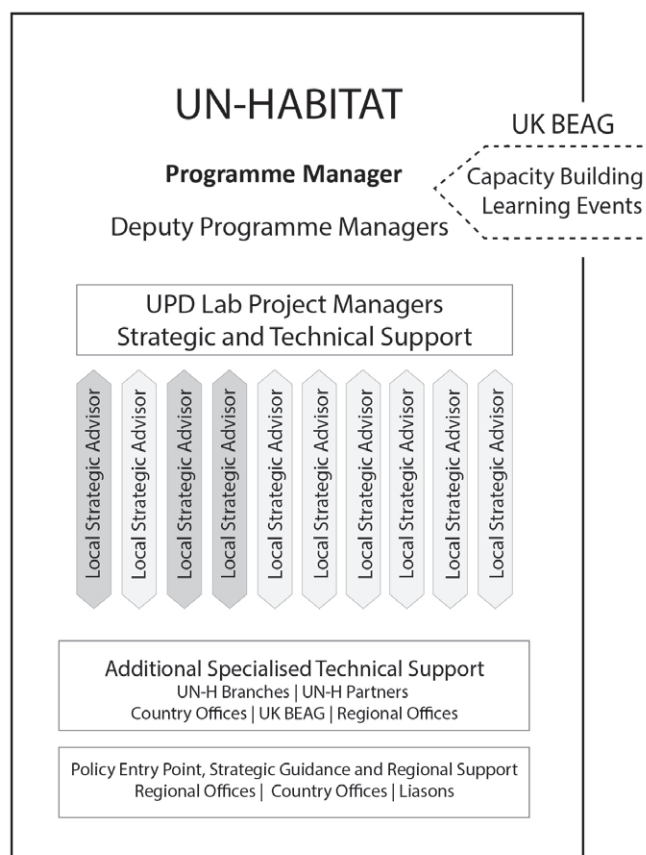 UN-HABITAT
UK BEAG
Programme Manager
Capacity Building
Learning Events
Deputy Programme Managers
UPD Lab Project Managers
Strategic and Technical Support
Local Strategic Advisor
Local Strategic Advisor
Local Strategic Advisor
Local Strategic Advisor
Local Strategic Advisor
Local Strategic Advisor
Local Strategic Advisor
Local Strategic Advisor
Local Strategic Advisor
Local Strategic Advisor
Additional Specialised Technical Support
UN-H Branches | UN-H Partners
Country Offices | UK BEAG | Regional Offices
Policy Entry Point, Strategic Guidance and Regional Support
Regional Offices | Country Offices | Liasons